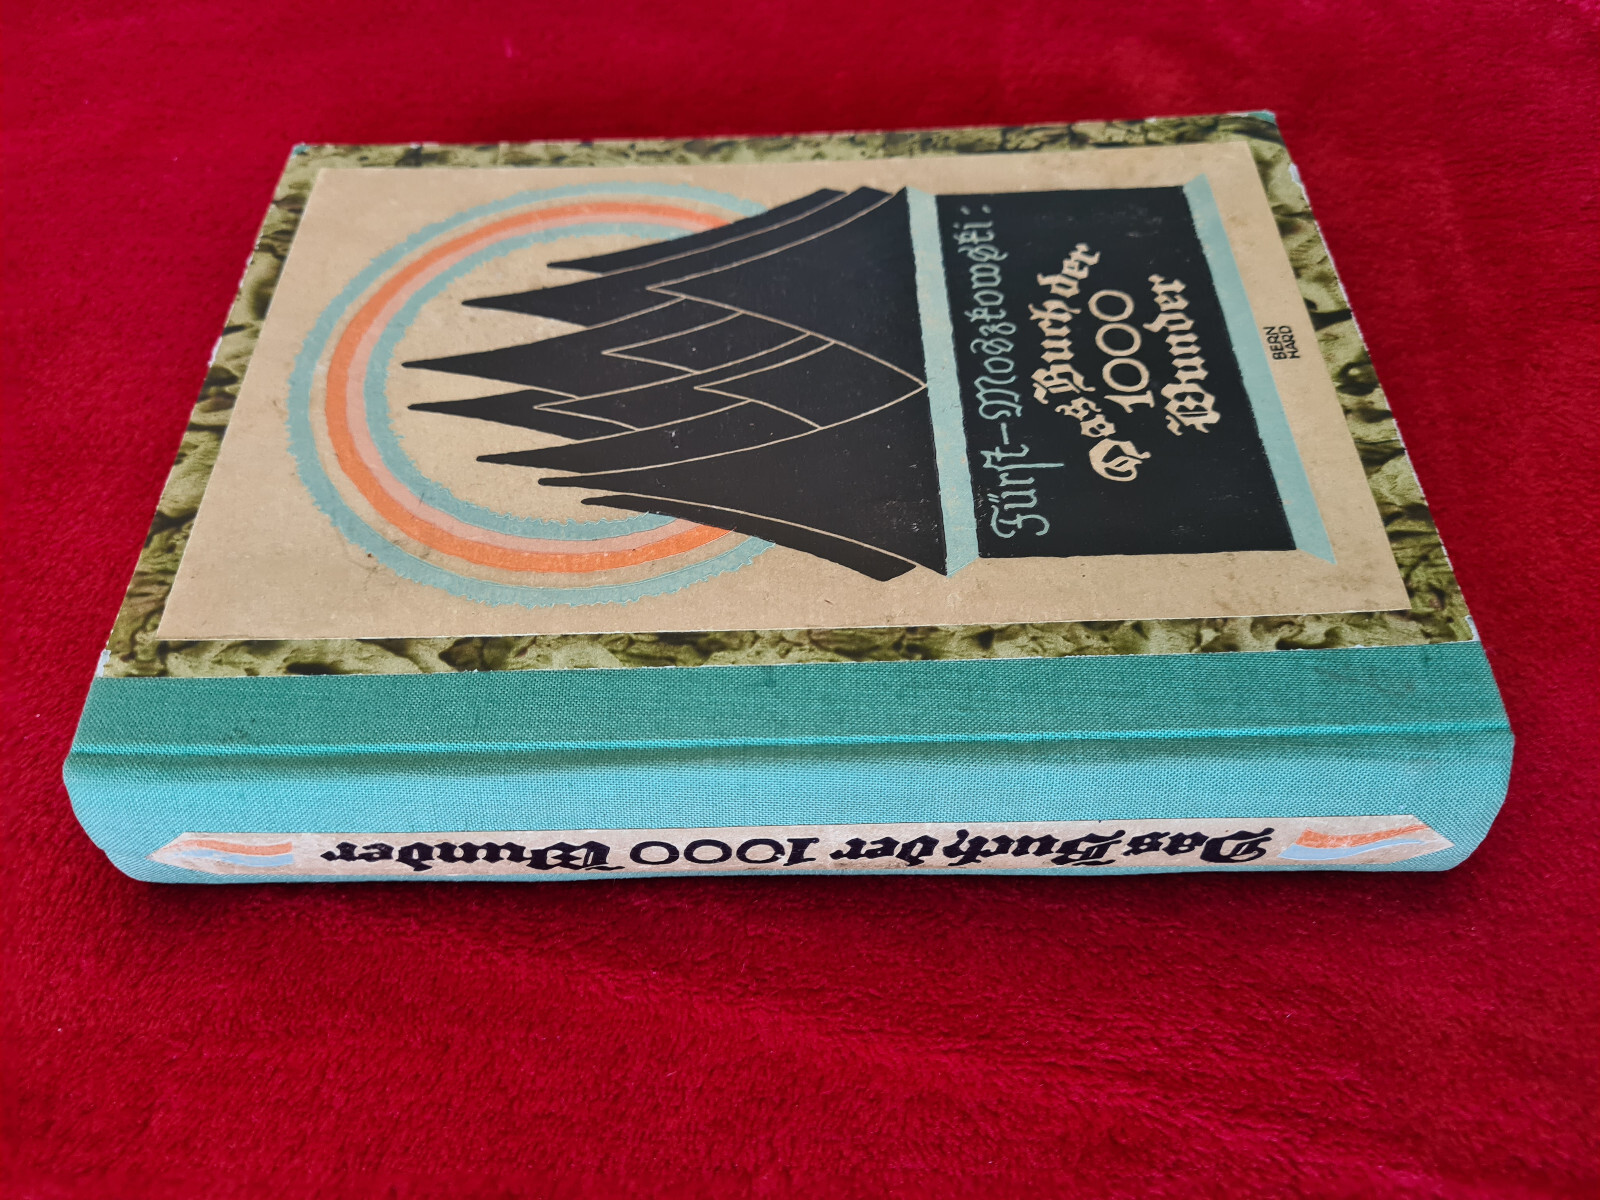 Fürst-Moszkowski:
Das Buch der
1000
Wunder
BERN
HARD
Das Buch der 1000 Wunder